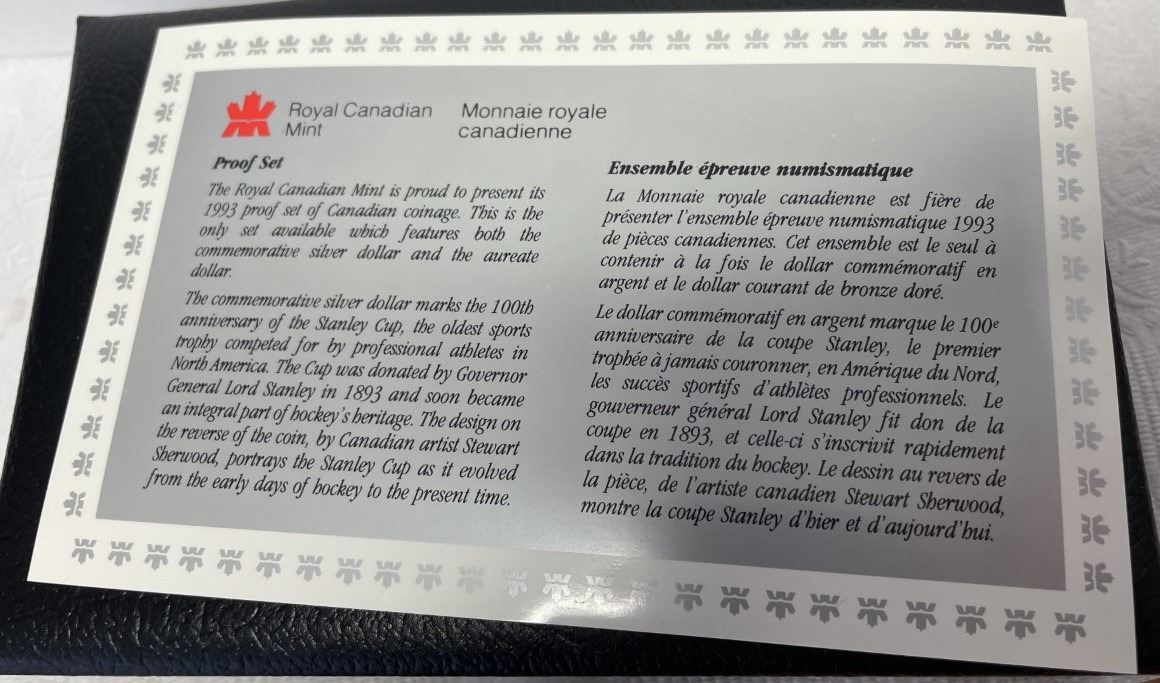 Royal Canadian
Mint
Monnaie royale
canadienne
Proof Set
The Royal Canadian Mint is proud to present its
1993 proof set of Canadian coinage. This is the
only set available which features both the
commemorative silver dollar and the aureate
dollar.
The commemorative silver dollar marks the 100th
anniversary of the Stanley Cup, the oldest sports
trophy competed for by professional athletes in
North America. The Cup was donated by Governor
General Lord Stanley in 1893 and soon became
an integral part of hockey's heritage. The design on
the reverse of the coin, by Canadian artist Stewart
Sherwood, portrays the Stanley Cup as it evolved
from the early days of hockey to the present time.
Ensemble épreuve numismatique
La Monnaie royale canadienne est fière de
présenter l'ensemble épreuve numismatique 1993
de pièces canadiennes. Cet ensemble est le seul à
contenir à la fois le dollar commémoratif en
argent et le dollar courant de bronze doré.
Le dollar commémoratif en argent marque le 100e
anniversaire de la coupe Stanley, le premier
trophée à jamais couronner, en Amérique du Nord,
les succès sportifs d'athlètes professionnels. Le
gouverneur général Lord Stanley fit don de la
coupe en 1893, et celle-ci s'inscrivit rapidement
dans la tradition du hockey. Le dessin au revers de
la pièce, de l'artiste canadien Stewart Sherwood,
montre la coupe Stanley d'hier et d'aujourd'hui.